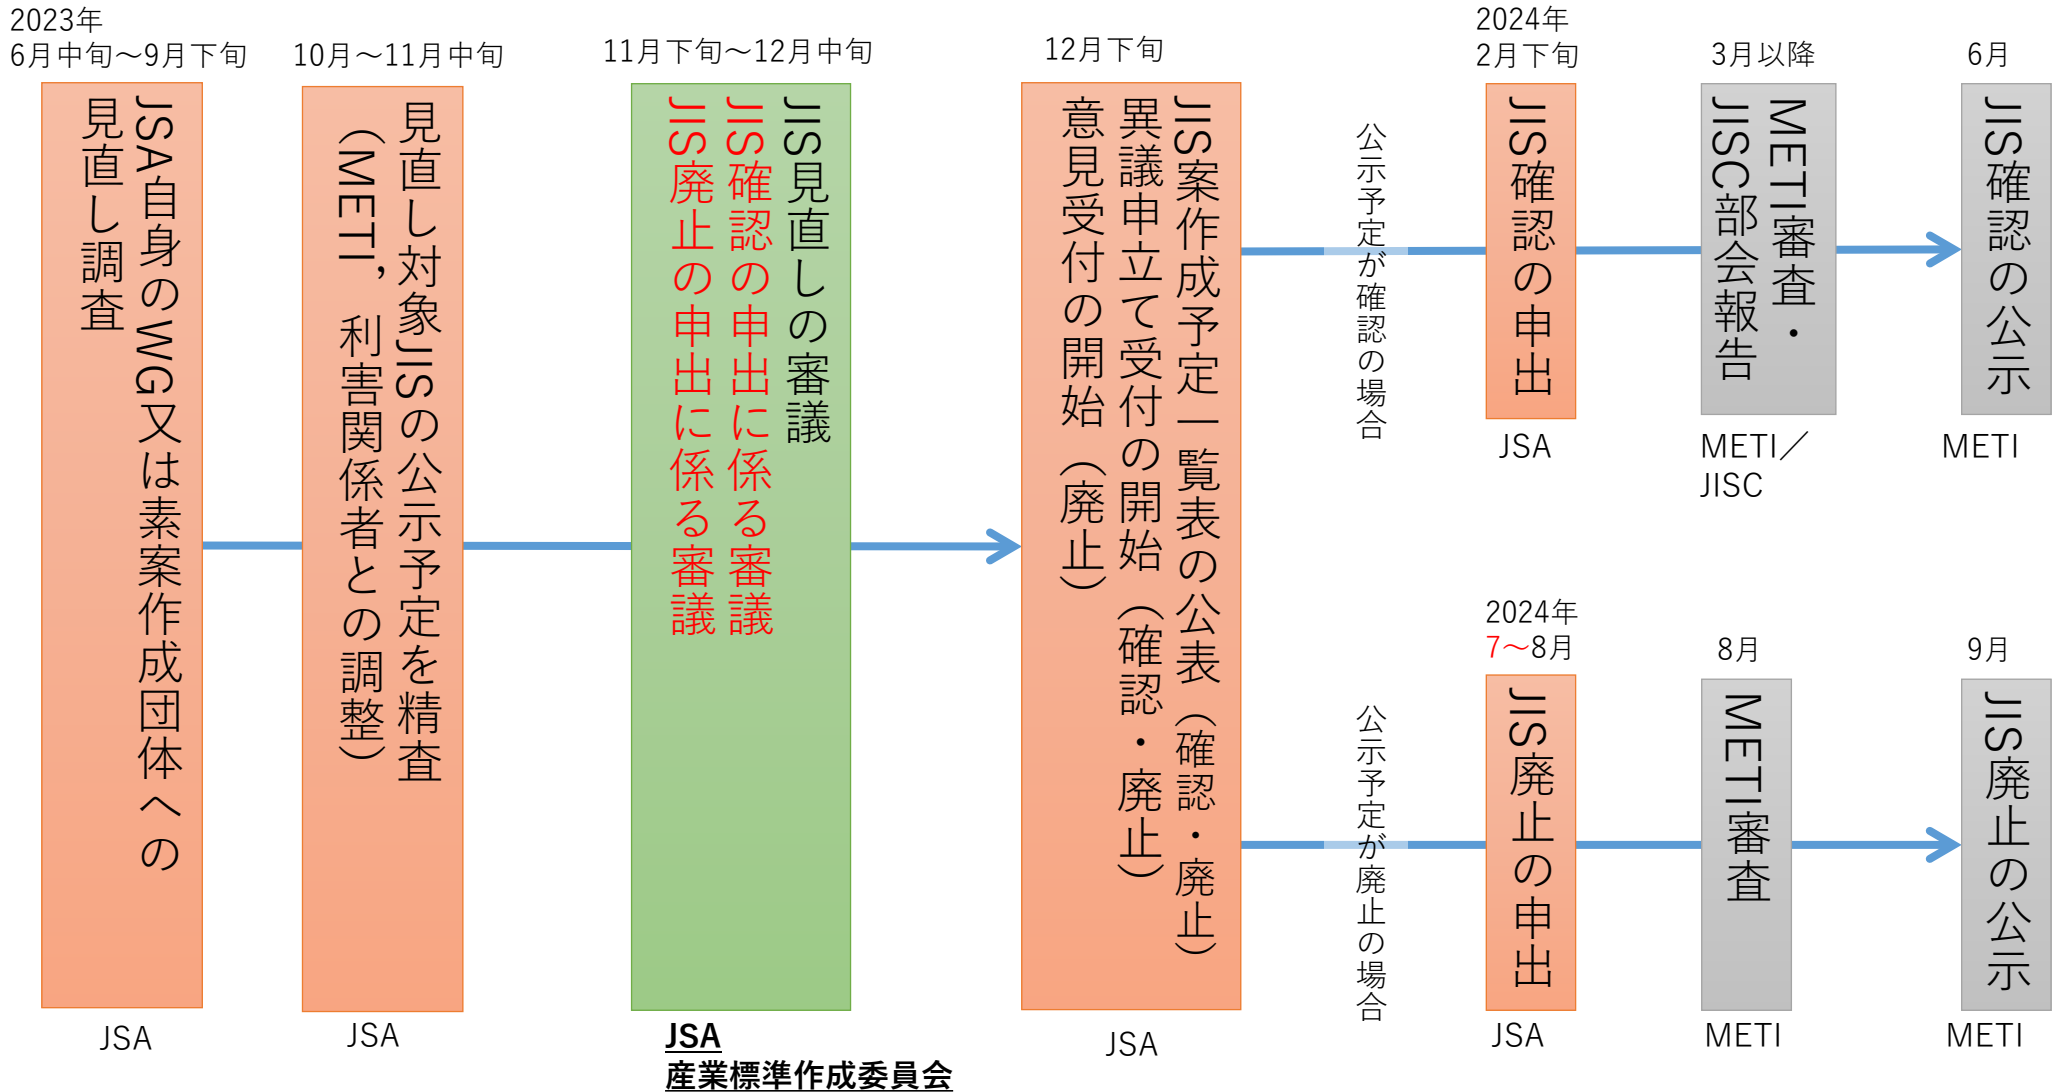 2023年
6月中旬～9月下旬
JSA自身のWG又は素案作成団体への
見直し調査
JSA
10月～11月中旬
見直し対象JISの公示予定を精査
（METI，利害関係者との調整）
JSA
11月下旬～12月中旬
JIS見直しの審議
JIS確認の申出に係る審議
JIS廃止の申出に係る審議
JSA
産業標準作成委員会
12月下旬
JIS案作成予定一覧表の公表（確認・廃止）
異議申立て受付の開始（確認・廃止）
意見受付の開始（廃止）
JSA
公示予定が確認の場合
2024年
2月下旬
JIS確認の申出
JSA
3月以降
METI審査・
JISC部会報告
METI／
JISC
6月
JIS確認の公示
METI
公示予定が廃止の場合
2024年
7～8月
JIS廃止の申出
JSA
8月
METI審査
METI
9月
JIS廃止の公示
METI